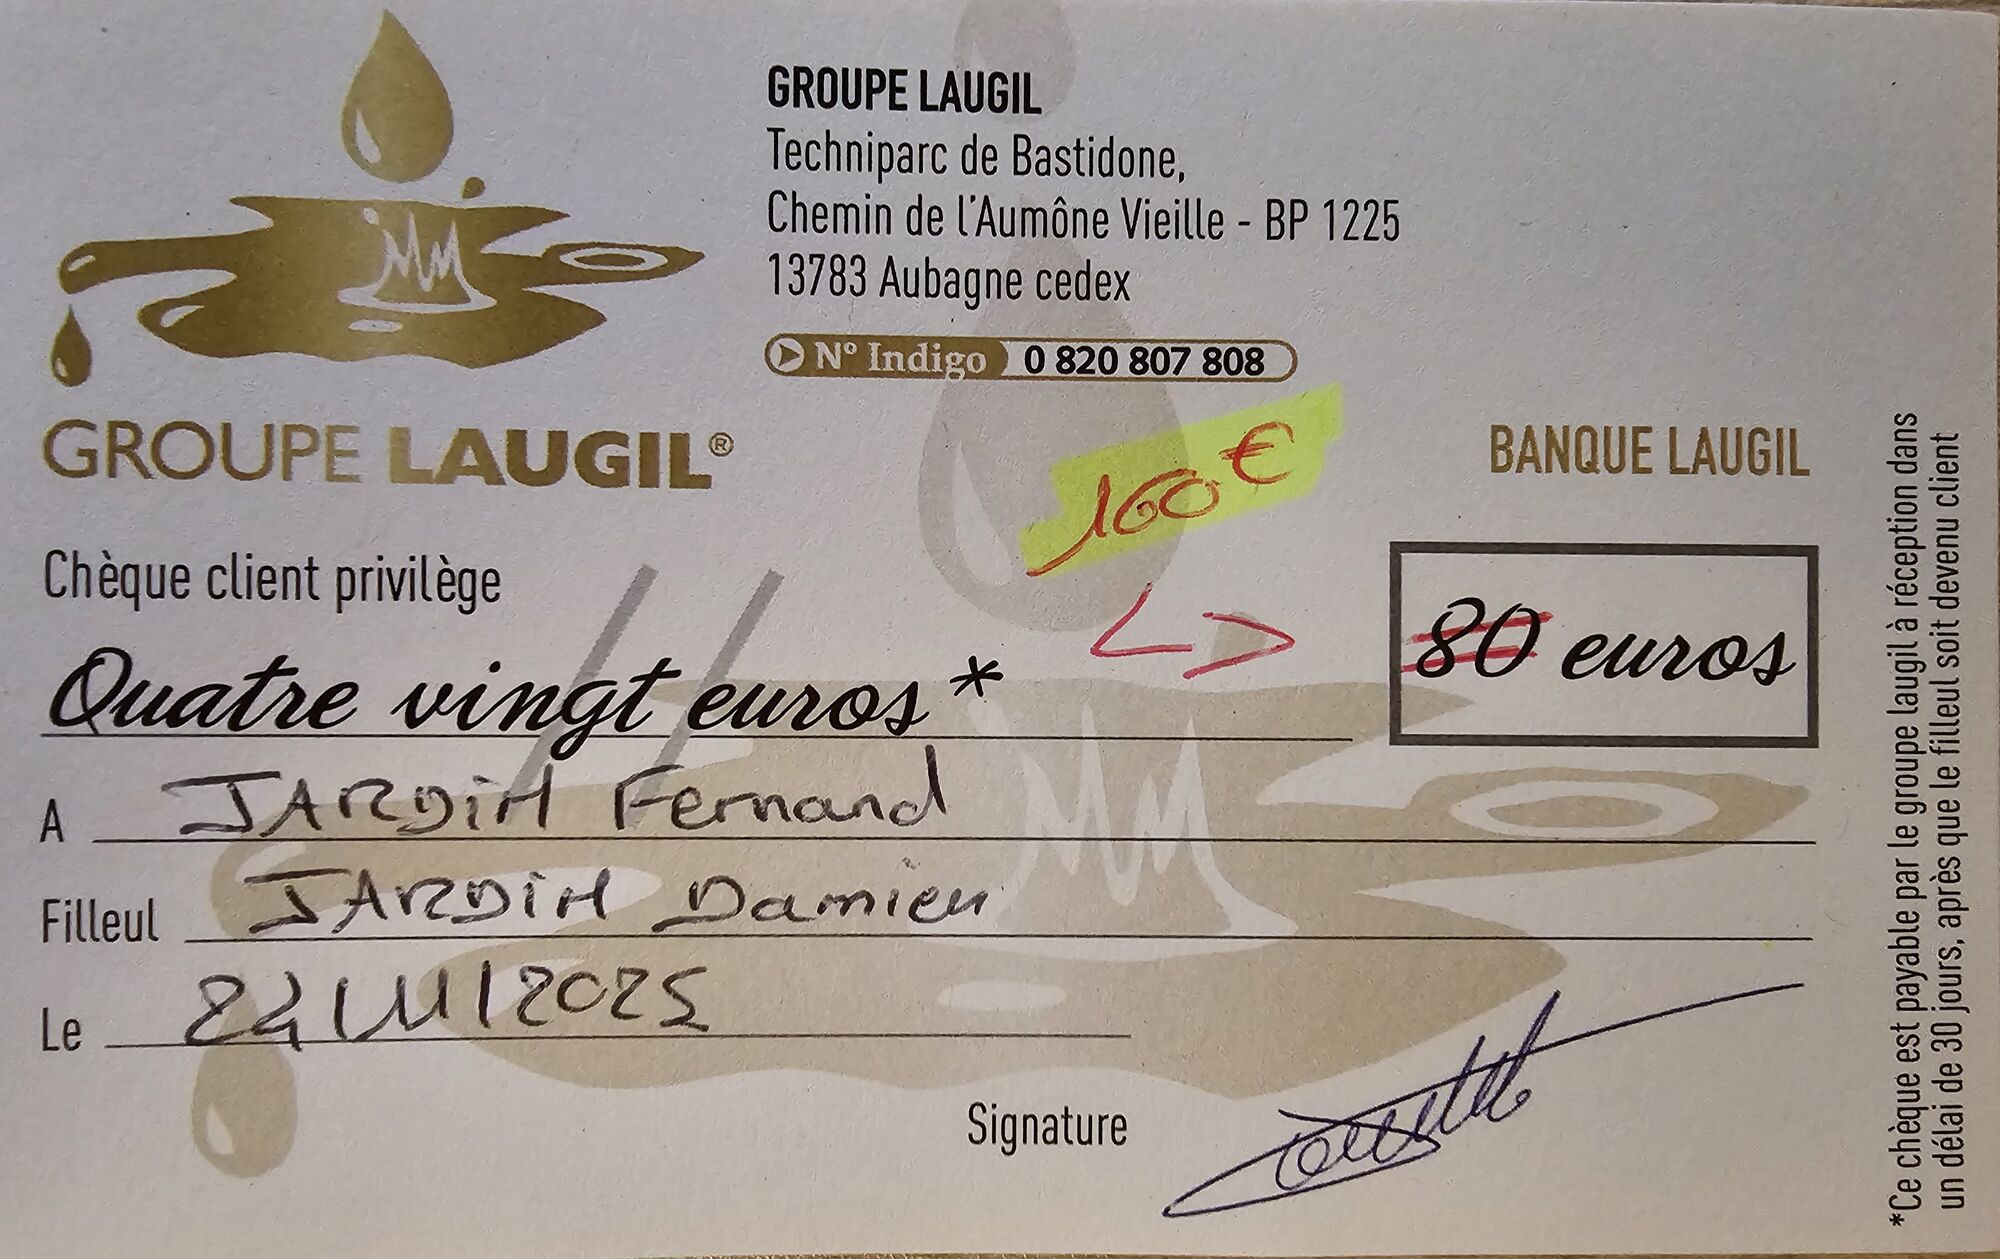 GROUPE LAUGIL
Techniparc de Bastidone,
Chemin de l'Aumône Vieille - BP 1225
13783 Aubagne cedex
N° Indigo 0 820 807 808
GROUPE LAUGIL®
160 €
BANQUE LAUGIL
Chèque client privilège
80 euros
Quatre vingt euros *
A JARDIN Fernand
Filleul JARDIN Damien
Le 24/11/2025
Signature
*Ce chèque est payable par le groupe laugil à réception dans
un délai de 30 jours, après que le filleul soit devenu client